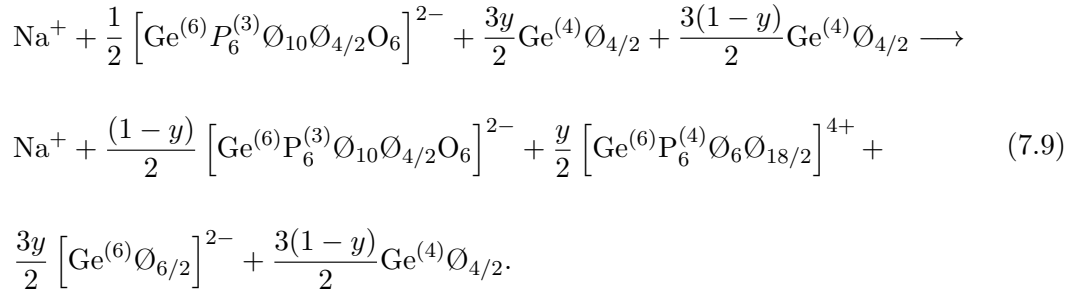 Na⁺ + 1/2 [Ge⁽⁶⁾P₆⁽³⁾Ø₁₀Ø₄/₂O₆]²⁻ + 3y/2 Ge⁽⁴⁾Ø₄/₂ + 3(1 − y)/2 Ge⁽⁴⁾Ø₄/₂ ⟶
Na⁺ + (1 − y)/2 [Ge⁽⁶⁾P₆⁽³⁾Ø₁₀Ø₄/₂O₆]²⁻ + y/2 [Ge⁽⁶⁾P₆⁽⁴⁾Ø₆Ø₁₈/₂]⁴⁺ + (7.9)
3y/2 [Ge⁽⁶⁾Ø₆/₂]²⁻ + 3(1 − y)/2 Ge⁽⁴⁾Ø₄/₂.